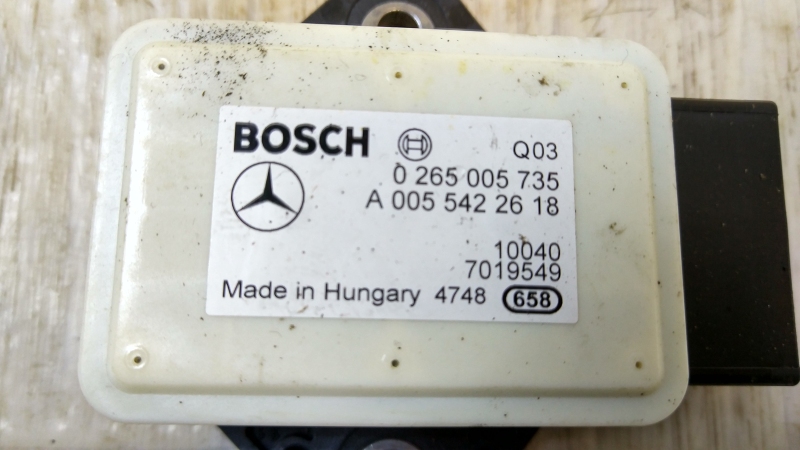 BOSCH
Q03
0 265 005 735
A 005 542 26 18
10040
7019549
Made in Hungary 4748 658